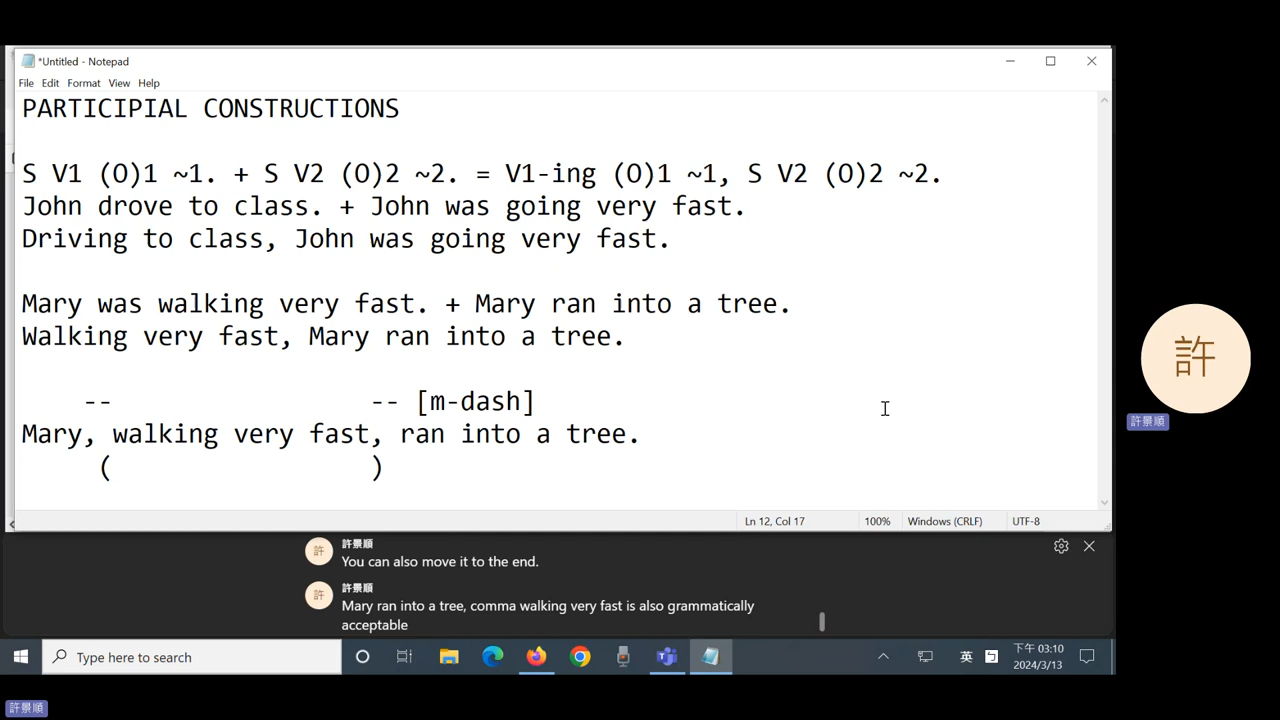 *Untitled - Notepad
File Edit Format View Help
PARTICIPIAL CONSTRUCTIONS
S V1 (O)1 ~1. + S V2 (O)2 ~2. = V1-ing (O)1 ~1, S V2 (O)2 ~2.
John drove to class. + John was going very fast.
Driving to class, John was going very fast.
Mary was walking very fast. + Mary ran into a tree.
Walking very fast, Mary ran into a tree.
-- -- [m-dash]
Mary, walking very fast, ran into a tree.
( )
Ln 12, Col 17 100% Windows (CRLF) UTF-8
許
許景順
許 許景順
You can also move it to the end.
許 許景順
Mary ran into a tree, comma walking very fast is also grammatically
acceptable
Type here to search
英
下午 03:10
2024/3/13
許景順